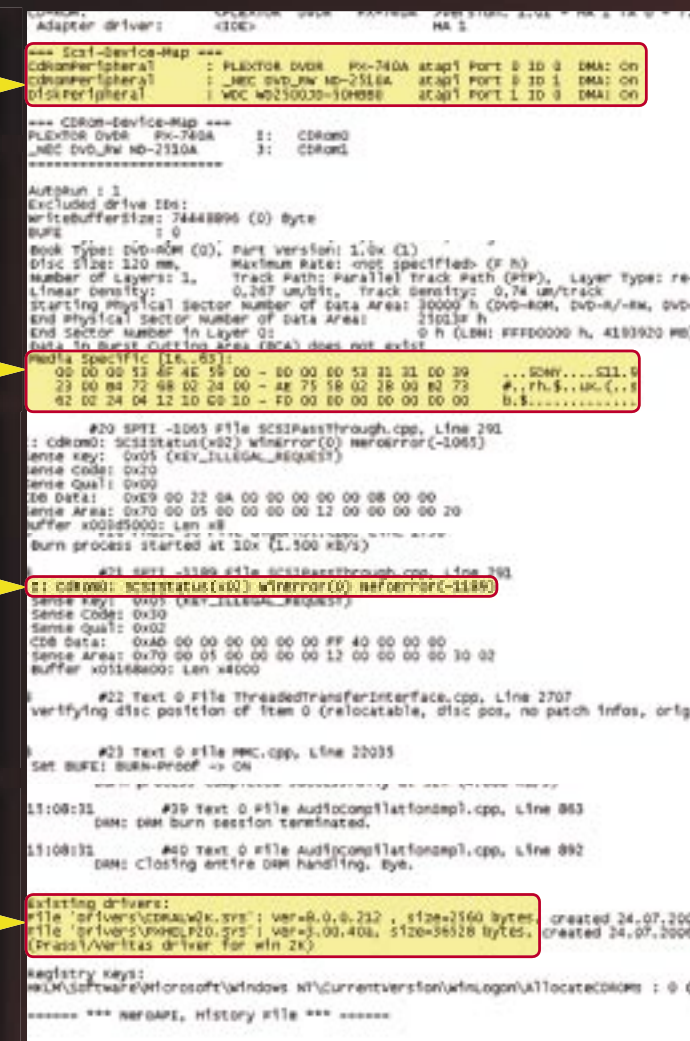 Adapter driver: <IDE> HA 1
=== Scsi-Device-Map ===
CdRomPeripheral : PLEXTOR DVDR PX-740A atapi Port 0 ID 0 DMA: On
CdRomPeripheral : _NEC DVD_RW ND-2510A atapi Port 0 ID 1 DMA: On
DiskPeripheral : WDC WD2500JD-50HBB0 atapi Port 1 ID 0 DMA: On
=== CDRom-Device-Map ===
PLEXTOR DVDR PX-740A I: CDRom0
_NEC DVD_RW ND-2510A J: CDRom1
=======================
AutoRun : 1
Excluded drive IDs:
WriteBufferSize: 74448896 (0) Byte
BUFE : 0
Book Type: DVD-ROM (0), Part Version: 1.0x (1)
Disc Size: 120 mm, Maximum Rate: <not specified> (F h)
Number of Layers: 1, Track Path: Parallel Track Path (PTP), Layer Type: re
Linear Density: 0,267 um/bit, Track Density: 0,74 um/track
Starting Physical Sector Number of Data Area: 30000 h (DVD-ROM, DVD-R/-RW, DVD
End Physical Sector Number of Data Area: 25013F h
End Sector Number in Layer 0: 0 h (LBN: FFFD0000 h, 4193920 MB)
Data in Burst Cutting Area (BCA) does not exist
Media Specific [16..63]:
00 00 00 53 4F 4E 59 00 - 00 00 00 53 31 31 00 39 ...SONY....S11.9
23 00 B4 72 68 02 24 00 - AE 75 58 02 28 00 B2 73 #..rh.$..uX.(..s
62 02 24 04 12 10 60 10 - F0 00 00 00 00 00 00 00 b.$.............
#20 SPTI -1065 File SCSIPassThrough.cpp, Line 291
: CdRom0: SCSIStatus(x02) WinError(0) NeroError(-1065)
ense Key: 0x05 (KEY_ILLEGAL_REQUEST)
ense Code: 0x20
ense Qual: 0x00
DB Data: 0xE9 00 22 0A 00 00 00 00 00 08 00 00
ense Area: 0x70 00 05 00 00 00 00 12 00 00 00 00 20
uffer x003d5000: Len x8
Burn process started at 10x (1.500 KB/s)
#21 SPTI -1189 File SCSIPassThrough.cpp, Line 291
: CdRom0: SCSIStatus(x02) WinError(0) NeroError(-1189)
Sense Key: 0x05 (KEY_ILLEGAL_REQUEST)
Sense Code: 0x30
Sense Qual: 0x02
CDB Data: 0xAD 00 00 00 00 00 00 FF 40 00 00 00
Sense Area: 0x70 00 05 00 00 00 00 12 00 00 00 00 30 02
Buffer x05168a00: Len x4000
#22 Text 0 File ThreadedTransferInterface.cpp, Line 2707
Verifying disc position of item 0 (relocatable, disc pos, no patch infos, orig
#23 Text 0 File MMC.cpp, Line 22035
Set BUFE: BURN-Proof -> ON
15:08:31 #39 Text 0 File AudioCompilationImpl.cpp, Line 863
DRM: DRM burn session terminated.
15:08:31 #40 Text 0 File AudioCompilationImpl.cpp, Line 892
DRM: Closing entire DRM handling. Bye.
Existing drivers:
File 'Drivers\CDRALW2K.SYS': Ver=8.0.0.212 , size=2560 bytes, created 24.07.200
File 'Drivers\PXHELP20.SYS': Ver=3.00.40a, size=36528 bytes, created 24.07.2006
(Prassi/Veritas driver for win 2K)
Registry Keys:
HKLM\Software\Microsoft\Windows NT\CurrentVersion\WinLogon\AllocateCDROMs : 0 (
------ *** NeroAPI, History File *** ------